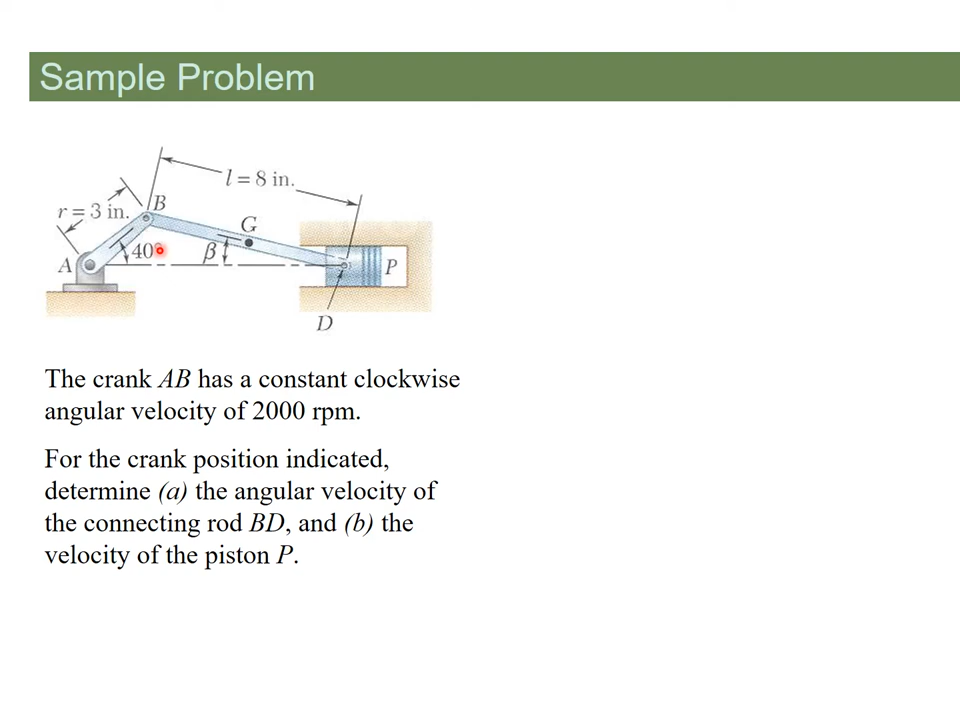 Sample Problem
l = 8 in.
r = 3 in.
B
G
40°
β
A
P
D
The crank AB has a constant clockwise
angular velocity of 2000 rpm.
For the crank position indicated,
determine (a) the angular velocity of
the connecting rod BD, and (b) the
velocity of the piston P.